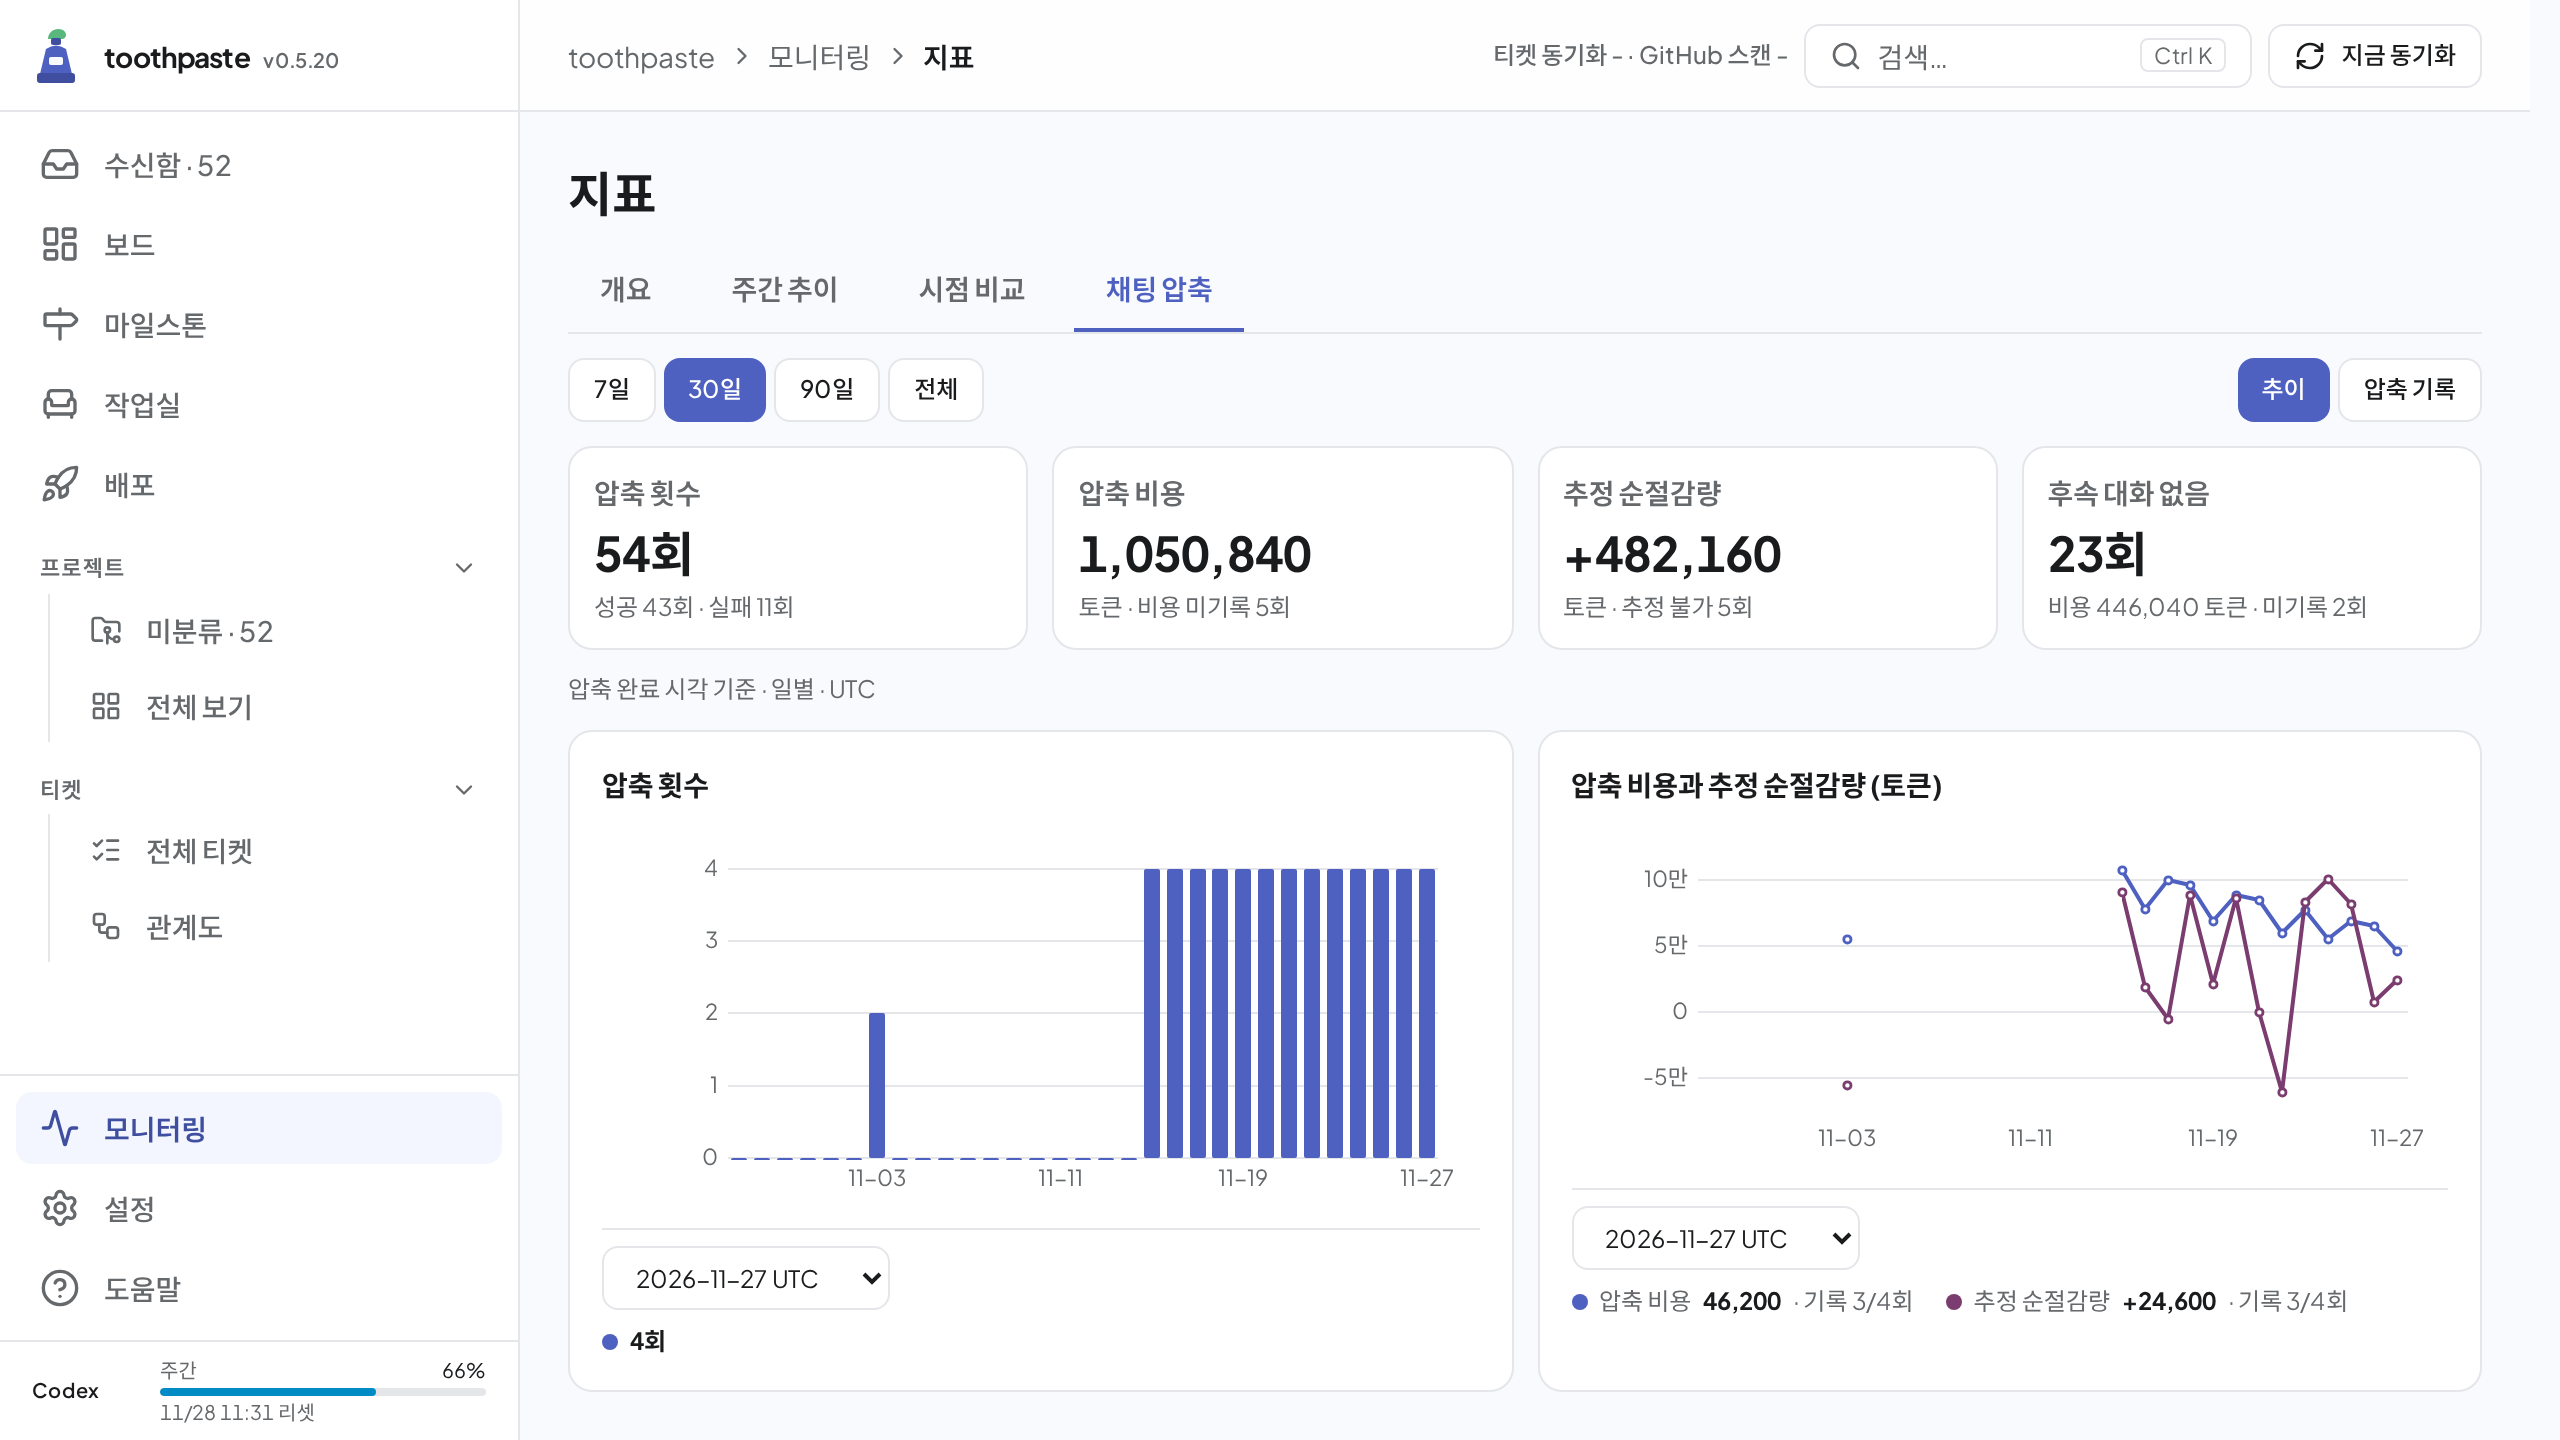 toothpaste v0.5.20
수신함 · 52
보드
마일스톤
작업실
배포
프로젝트
미분류 · 52
전체 보기
티켓
전체 티켓
관계도
모니터링
설정
도움말
Codex
주간 66%
11/28 11:31 리셋
toothpaste > 모니터링 > 지표
티켓 동기화 - · GitHub 스캔 -
검색... Ctrl K
지금 동기화
지표
개요 주간 추이 시점 비교 채팅 압축
7일 30일 90일 전체
추이 압축 기록
압축 횟수
54회
성공 43회 · 실패 11회
압축 비용
1,050,840
토큰 · 비용 미기록 5회
추정 순절감량
+482,160
토큰 · 추정 불가 5회
후속 대화 없음
23회
비용 446,040 토큰 · 미기록 2회
압축 완료 시각 기준 · 일별 · UTC
압축 횟수
4
3
2
1
0
11-03 11-11 11-19 11-27
2026-11-27 UTC
4회
압축 비용과 추정 순절감량 (토큰)
10만
5만
0
-5만
11-03 11-11 11-19 11-27
2026-11-27 UTC
압축 비용 46,200 · 기록 3/4회 추정 순절감량 +24,600 · 기록 3/4회